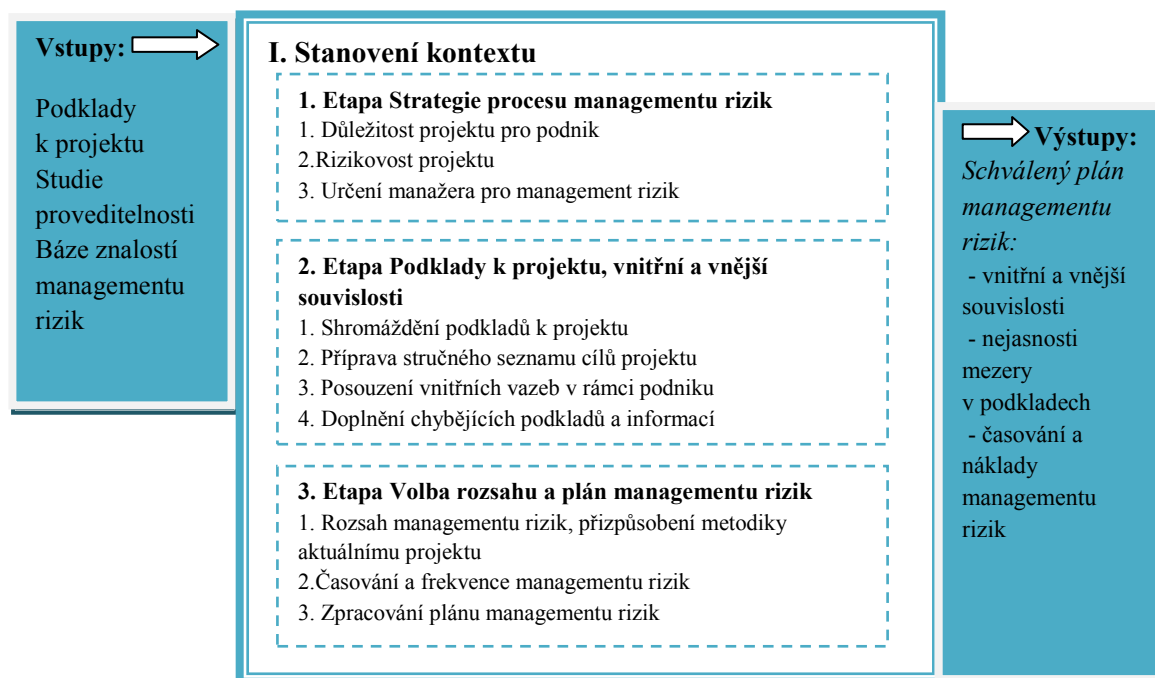 Vstupy:
Podklady
k projektu
Studie
proveditelnosti
Báze znalostí
managementu
rizik
I. Stanovení kontextu
1. Etapa Strategie procesu managementu rizik
1. Důležitost projektu pro podnik
2.Rizikovost projektu
3. Určení manažera pro management rizik
2. Etapa Podklady k projektu, vnitřní a vnější
souvislosti
1. Shromáždění podkladů k projektu
2. Příprava stručného seznamu cílů projektu
3. Posouzení vnitřních vazeb v rámci podniku
4. Doplnění chybějících podkladů a informací
3. Etapa Volba rozsahu a plán managementu rizik
1. Rozsah managementu rizik, přizpůsobení metodiky
aktuálnímu projektu
2.Časování a frekvence managementu rizik
3. Zpracování plánu managementu rizik
Výstupy:
Schválený plán
managementu
rizik:
- vnitřní a vnější
souvislosti
- nejasnosti
mezery
v podkladech
- časování a
náklady
managementu
rizik